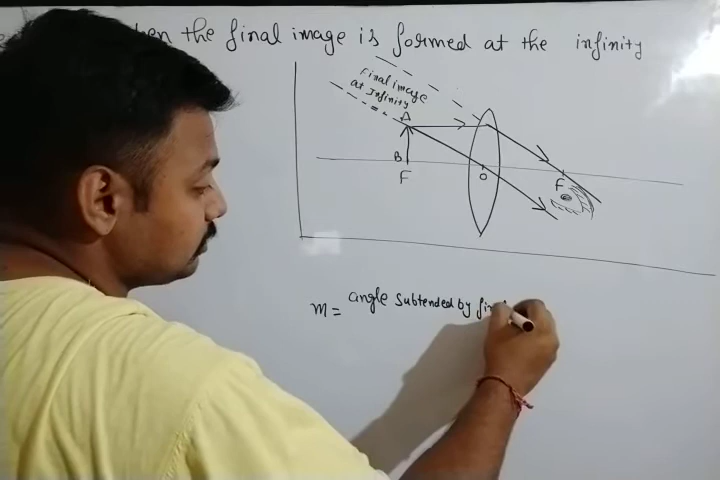 the final image is formed at the infinity
Final image
at Infinity
A
B
F
O
F
m = angle subtended by